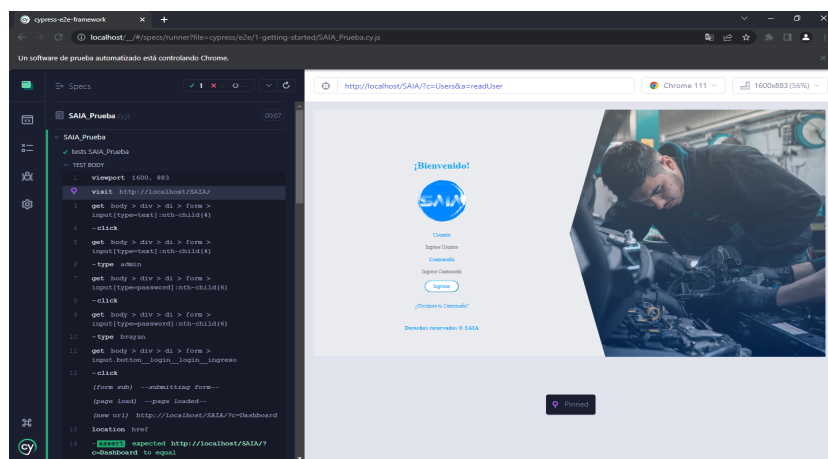 cypress-e2e-framework
localhost/__/#/specs/runner?file=cypress/e2e/1-getting-started/SAIA_Prueba.cy.js
Un software de prueba automatizado está controlando Chrome.
Specs
1
http://localhost/SAIA/?c=Users&a=readUser
Chrome 111
1600x883 (56%)
SAIA_Prueba cy.js
00:07
SAIA_Prueba
tests SAIA_Prueba
TEST BODY
1 viewport 1600, 883
visit http://localhost/SAIA/
3 get body > div > di > form >
input[type=text]:nth-child(4)
4 -click
5 get body > div > di > form >
input[type=text]:nth-child(4)
6 -type admin
7 get body > div > di > form >
input[type=password]:nth-child(6)
8 -click
9 get body > div > di > form >
input[type=password]:nth-child(6)
10 -type brayan
11 get body > div > di > form >
input.button__login__login__ingreso
12 -click
(form sub) --submitting form--
(page load) --page loaded--
(new url) http://localhost/SAIA/?c=Dashboard
13 location href
14 -assert expected http://localhost/SAIA/?
c=Dashboard to equal
cy
¡Bienvenido!
SAIA
Usuario
Ingrese Usuario
Contraseña
Ingrese Contraseña
Ingresar
¿Olvidaste tu Contraseña?
Derechos reservados © SAIA
Pinned